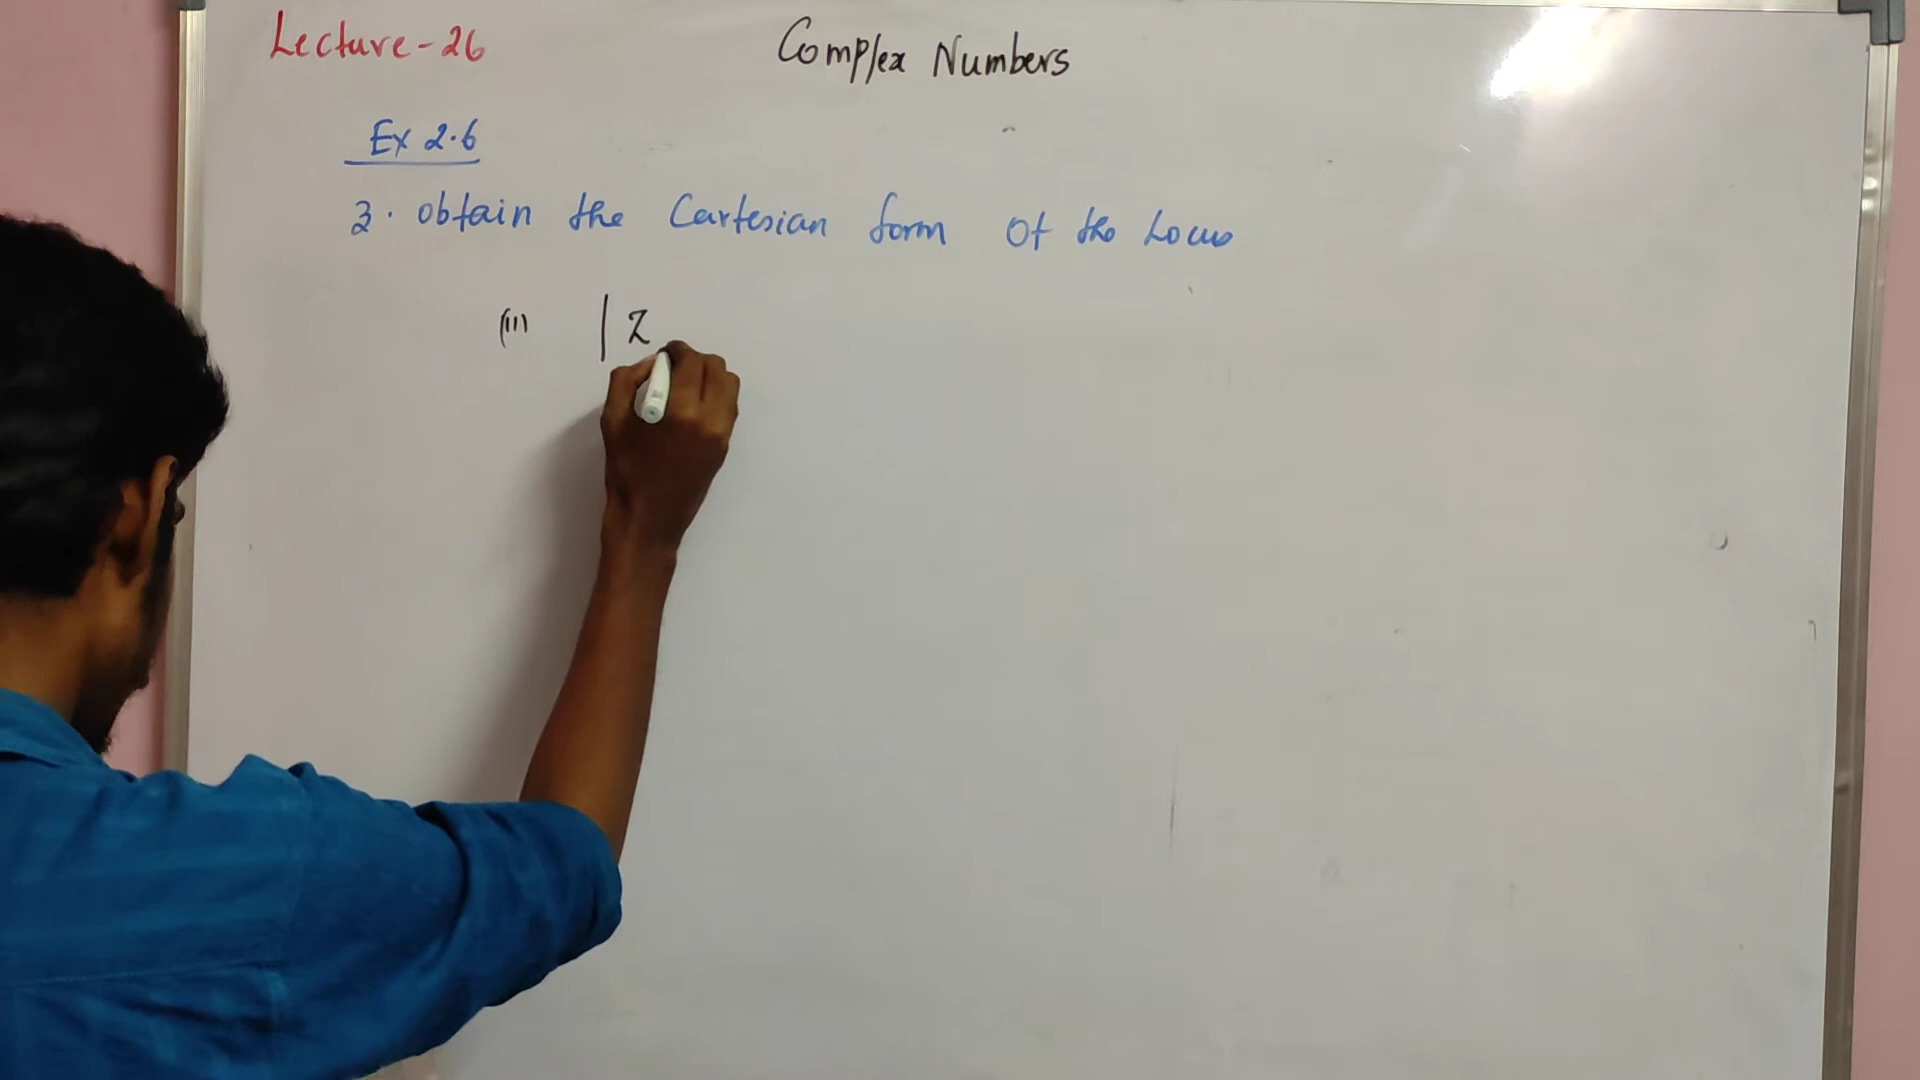 Lecture-26
Complex Numbers
Ex 2.6
3. obtain the Cartesian form of the Locus
(iii) | z